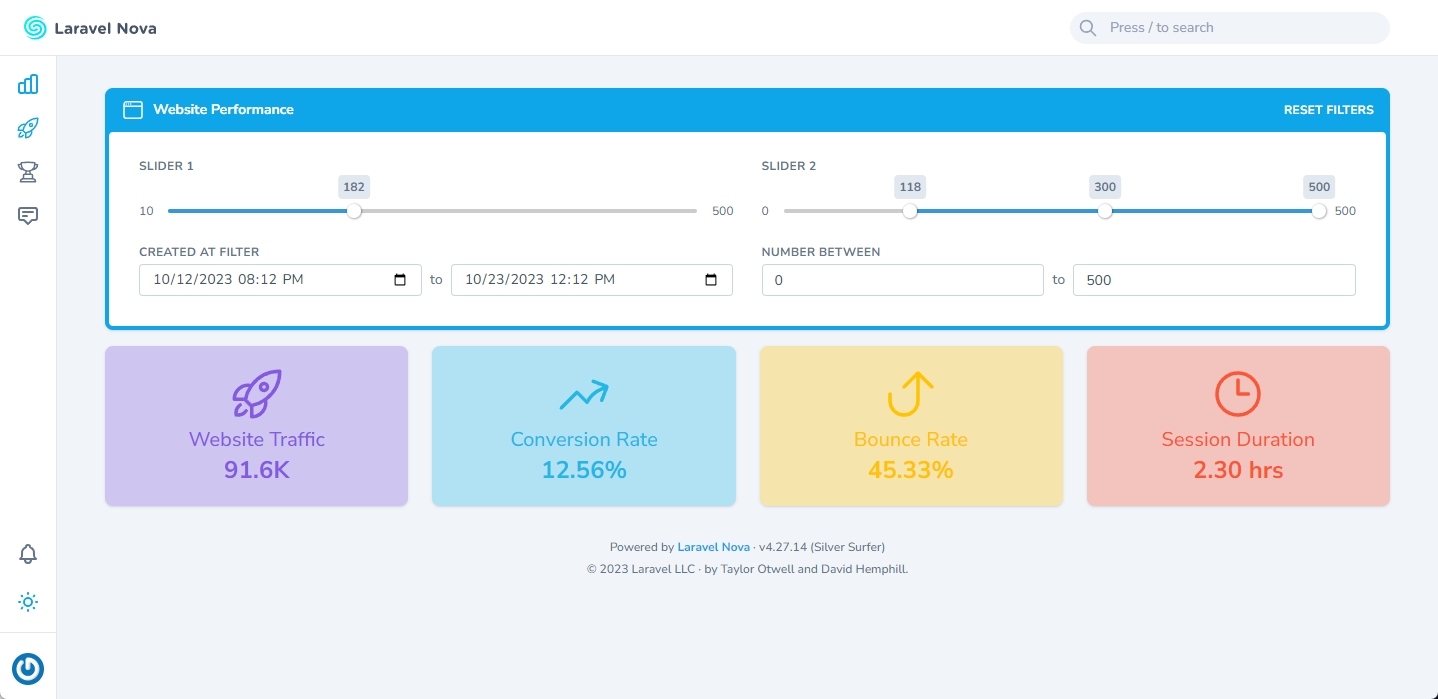 Laravel Nova
Press / to search
Website Performance
RESET FILTERS
SLIDER 1
182
10
500
SLIDER 2
118
300
500
0
500
CREATED AT FILTER
10/12/2023 08:12 PM
to
10/23/2023 12:12 PM
NUMBER BETWEEN
0
to
500
Website Traffic
91.6K
Conversion Rate
12.56%
Bounce Rate
45.33%
Session Duration
2.30 hrs
Powered by Laravel Nova · v4.27.14 (Silver Surfer)
© 2023 Laravel LLC · by Taylor Otwell and David Hemphill.